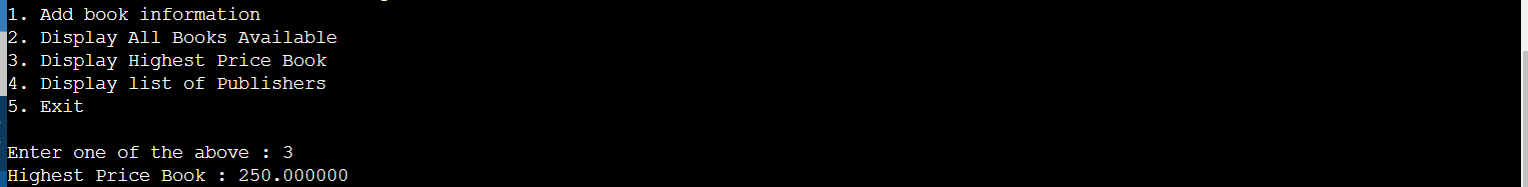 1. Add book information
2. Display All Books Available
3. Display Highest Price Book
4. Display list of Publishers
5. Exit
Enter one of the above : 3
Highest Price Book : 250.000000